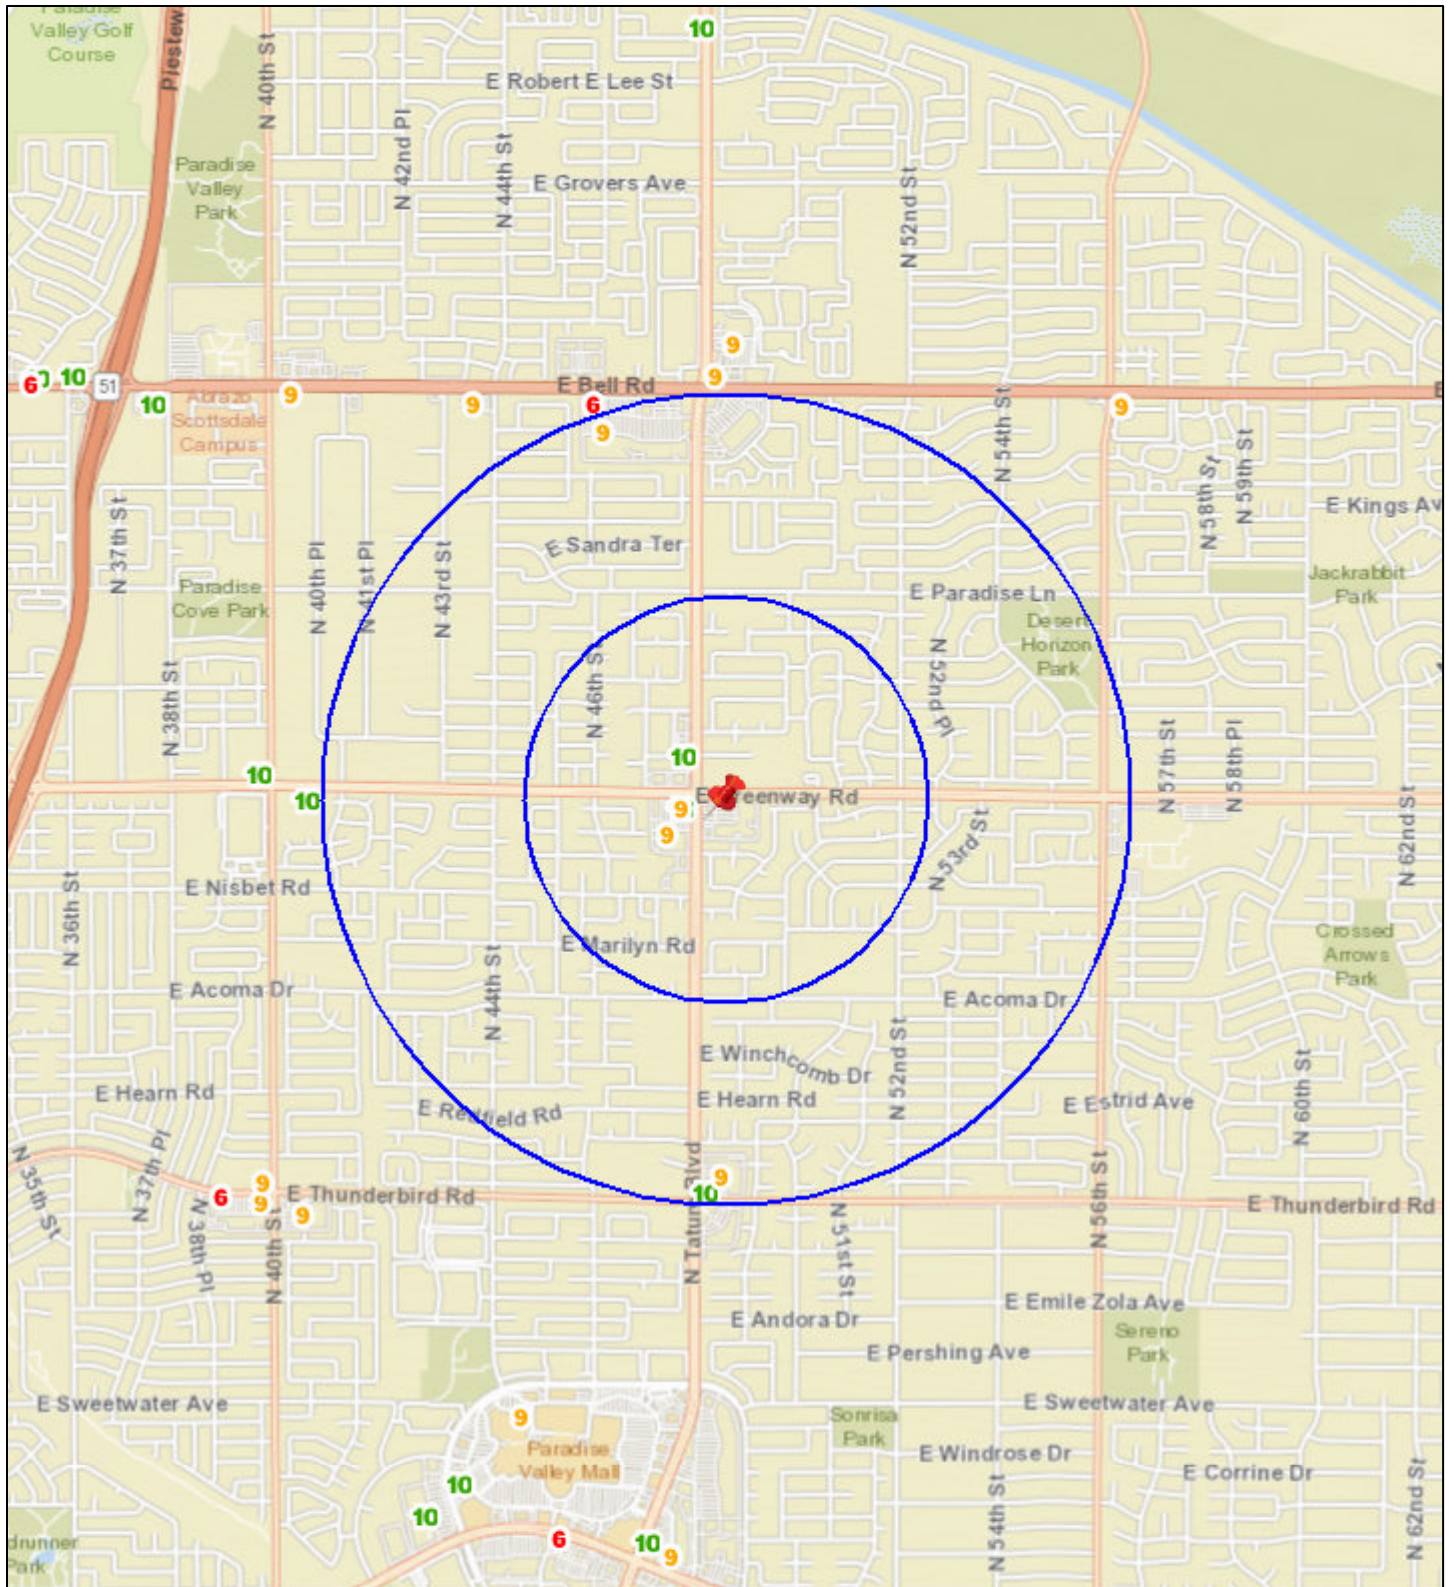 Paradise
Valley Golf
Course
Piestew
N 40th St
10
E Robert E Lee St
N 42nd Pl
N 44th St
Paradise
Valley
Park
E Grovers Ave
N 52nd St
9
9
6
10
51
E Bell Rd
10
Abrazo
Scottsdale
Campus
9
9
6
9
9
N 54th St
N 58th St
N 59th St
E Kings Av
N 37th St
E Sandra Ter
N 40th Pl
N 41st Pl
N 43rd St
Paradise
Cove Park
E Paradise Ln
Jackrabbit
Park
Desert
Horizon
Park
N 38th St
N 46th St
N 52nd Pl
N 57th St
N 58th Pl
10
10
10
E Greenway Rd
9
9
N 53rd St
N 62nd St
N 36th St
E Nisbet Rd
E Marilyn Rd
Crossed
Arrows
Park
E Acoma Dr
N 44th St
E Acoma Dr
E Winchcomb Dr
N 52nd St
E Hearn Rd
E Hearn Rd
E Redfield Rd
E Estrid Ave
N 60th St
N 35th St
N 37th Pl
N 38th Pl
6
9
9
9
E Thunderbird Rd
N 40th St
9
10
N Tatum Blvd
N 51st St
N 56th St
E Thunderbird Rd
E Andora Dr
E Emile Zola Ave
Sereno
Park
E Pershing Ave
E Sweetwater Ave
E Sweetwater Ave
9
Paradise
Valley Mall
Sonrisa
Park
E Windrose Dr
E Corrine Dr
10
10
6
10
9
N 54th St
N 62nd St
drunner
Park